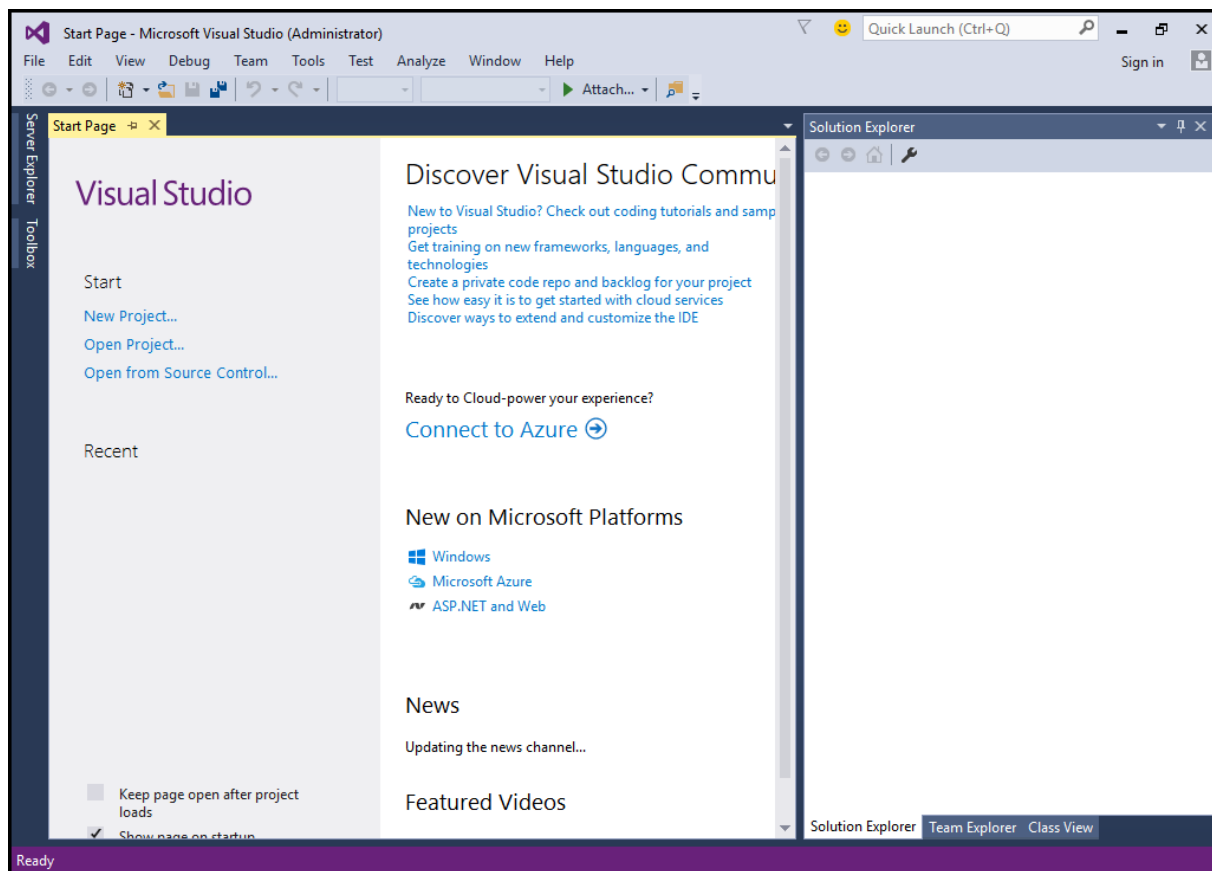 Start Page - Microsoft Visual Studio (Administrator)
Quick Launch (Ctrl+Q)
File Edit View Debug Team Tools Test Analyze Window Help
Sign in
Attach...
Server Explorer
Toolbox
Start Page
Visual Studio
Start
New Project...
Open Project...
Open from Source Control...
Recent
Keep page open after project
loads
Show page on startup
Discover Visual Studio Commu
New to Visual Studio? Check out coding tutorials and samp
projects
Get training on new frameworks, languages, and
technologies
Create a private code repo and backlog for your project
See how easy it is to get started with cloud services
Discover ways to extend and customize the IDE
Ready to Cloud-power your experience?
Connect to Azure
New on Microsoft Platforms
Windows
Microsoft Azure
ASP.NET and Web
News
Updating the news channel...
Featured Videos
Solution Explorer
Solution Explorer Team Explorer Class View
Ready